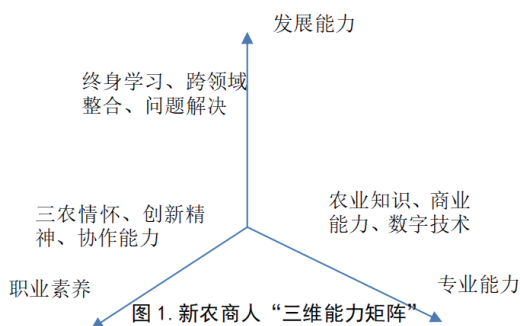 发展能力
终身学习、跨领域
整合、问题解决
三农情怀、创新精
神、协作能力
农业知识、商业
能力、数字技术
职业素养
专业能力
图 1.新农商人“三维能力矩阵”